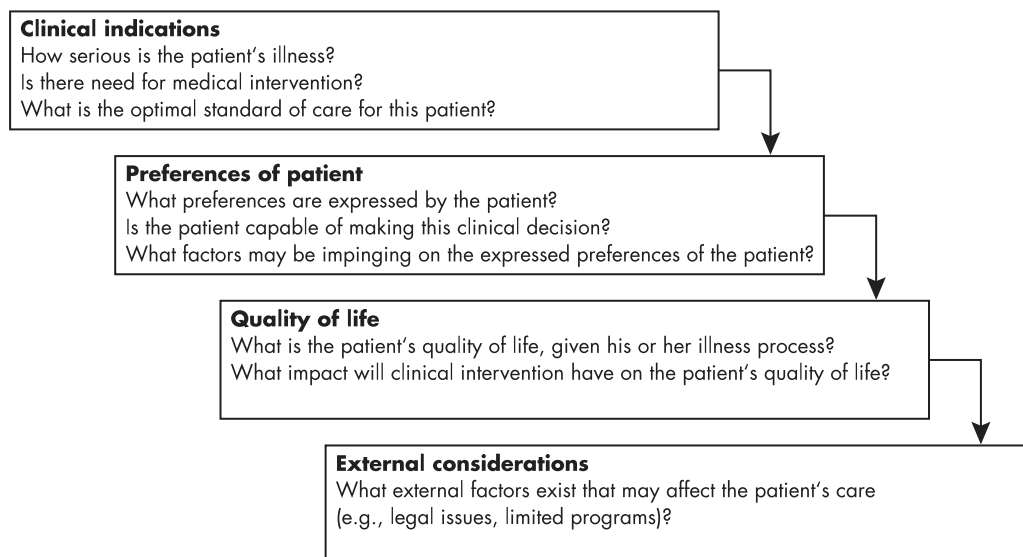 Clinical indications
How serious is the patient‘s illness?
Is there need for medical intervention?
What is the optimal standard of care for this patient?
Preferences of patient
What preferences are expressed by the patient?
Is the patient capable of making this clinical decision?
What factors may be impinging on the expressed preferences of the patient?
Quality of life
What is the patient‘s quality of life, given his or her illness process?
What impact will clinical intervention have on the patient‘s quality of life?
External considerations
What external factors exist that may affect the patient‘s care
(e.g., legal issues, limited programs)?